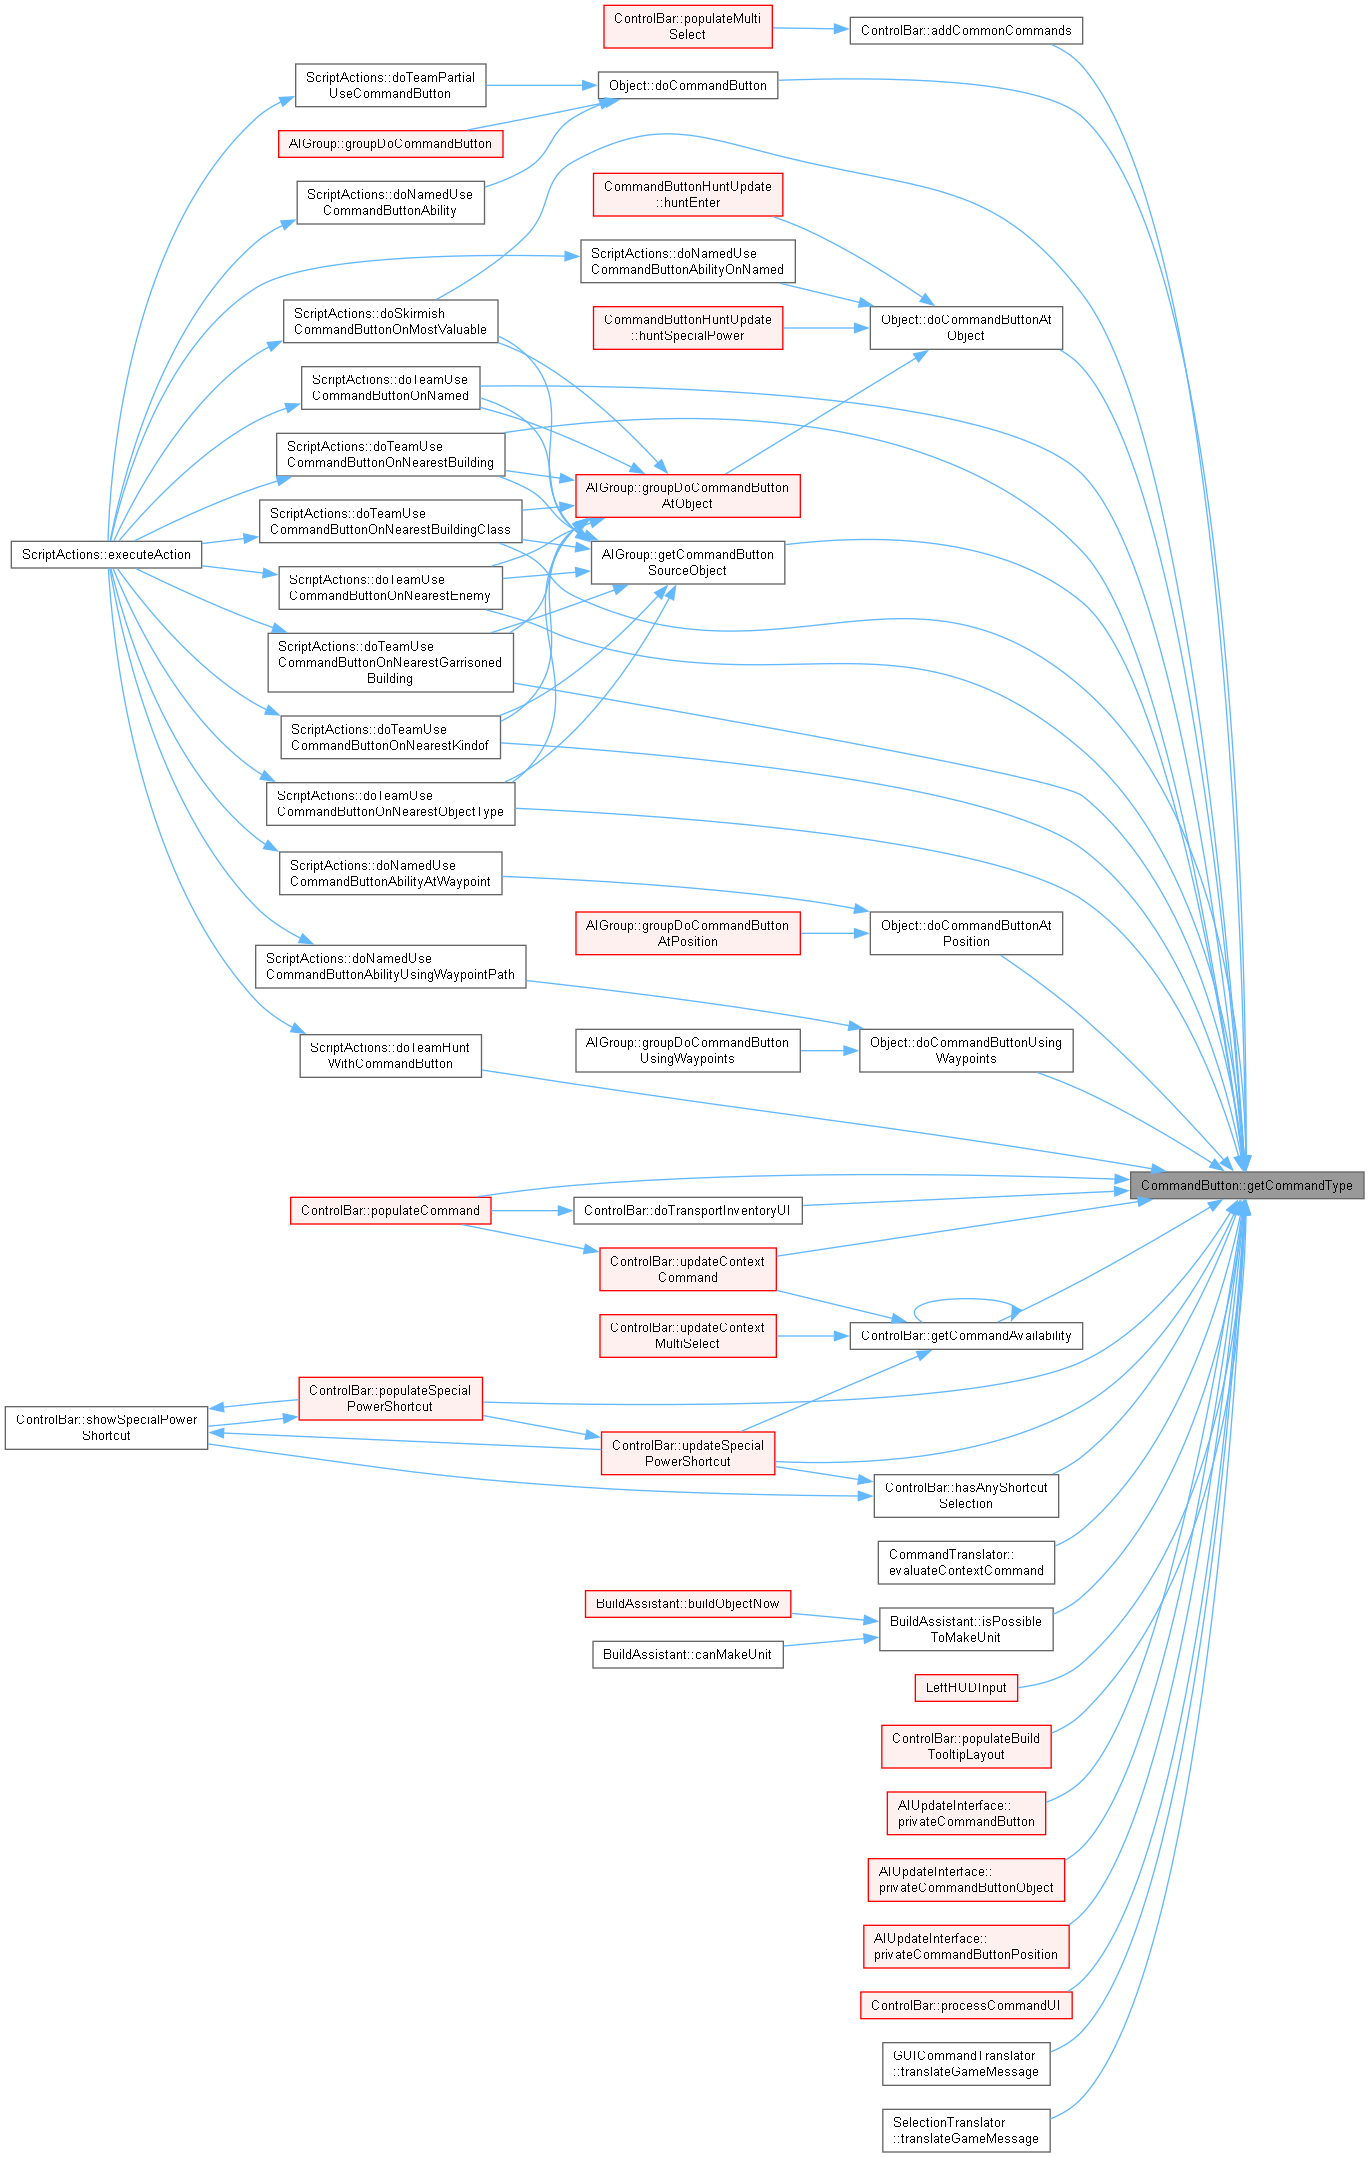 ControlBar::populateMulti
Select
ControlBar::addCommonCommands
ScriptActions::doTeamPartial
UseCommandButton
Object::doCommandButton
AIGroup::groupDoCommandButton
ScriptActions::doNamedUse
CommandButtonAbility
CommandButtonHuntUpdate
::huntEnter
ScriptActions::doNamedUse
CommandButtonAbilityOnNamed
ScriptActions::doSkirmish
CommandButtonOnMostValuable
CommandButtonHuntUpdate
::huntSpecialPower
Object::doCommandButtonAt
Object
ScriptActions::doTeamUse
CommandButtonOnNamed
ScriptActions::doTeamUse
CommandButtonOnNearestBuilding
AIGroup::groupDoCommandButton
AtObject
ScriptActions::doTeamUse
CommandButtonOnNearestBuildingClass
ScriptActions::executeAction
AIGroup::getCommandButton
SourceObject
ScriptActions::doTeamUse
CommandButtonOnNearestEnemy
ScriptActions::doTeamUse
CommandButtonOnNearestGarrisoned
Building
ScriptActions::doTeamUse
CommandButtonOnNearestKindof
ScriptActions::doTeamUse
CommandButtonOnNearestObjectType
ScriptActions::doNamedUse
CommandButtonAbilityAtWaypoint
AIGroup::groupDoCommandButton
AtPosition
Object::doCommandButtonAt
Position
ScriptActions::doNamedUse
CommandButtonAbilityUsingWaypointPath
ScriptActions::doTeamHunt
WithCommandButton
AIGroup::groupDoCommandButton
UsingWaypoints
Object::doCommandButtonUsing
Waypoints
CommandButton::getCommandType
ControlBar::populateCommand
ControlBar::doTransportInventoryUI
ControlBar::updateContext
Command
ControlBar::updateContext
MultiSelect
ControlBar::getCommandAvailability
ControlBar::populateSpecial
PowerShortcut
ControlBar::showSpecialPower
Shortcut
ControlBar::updateSpecial
PowerShortcut
ControlBar::hasAnyShortcut
Selection
CommandTranslator::
evaluateContextCommand
BuildAssistant::buildObjectNow
BuildAssistant::isPossible
ToMakeUnit
BuildAssistant::canMakeUnit
LeftHUDInput
ControlBar::populateBuild
TooltipLayout
AIUpdateInterface::
privateCommandButton
AIUpdateInterface::
privateCommandButtonObject
AIUpdateInterface::
privateCommandButtonPosition
ControlBar::processCommandUI
GUICommandTranslator
::translateGameMessage
SelectionTranslator
::translateGameMessage